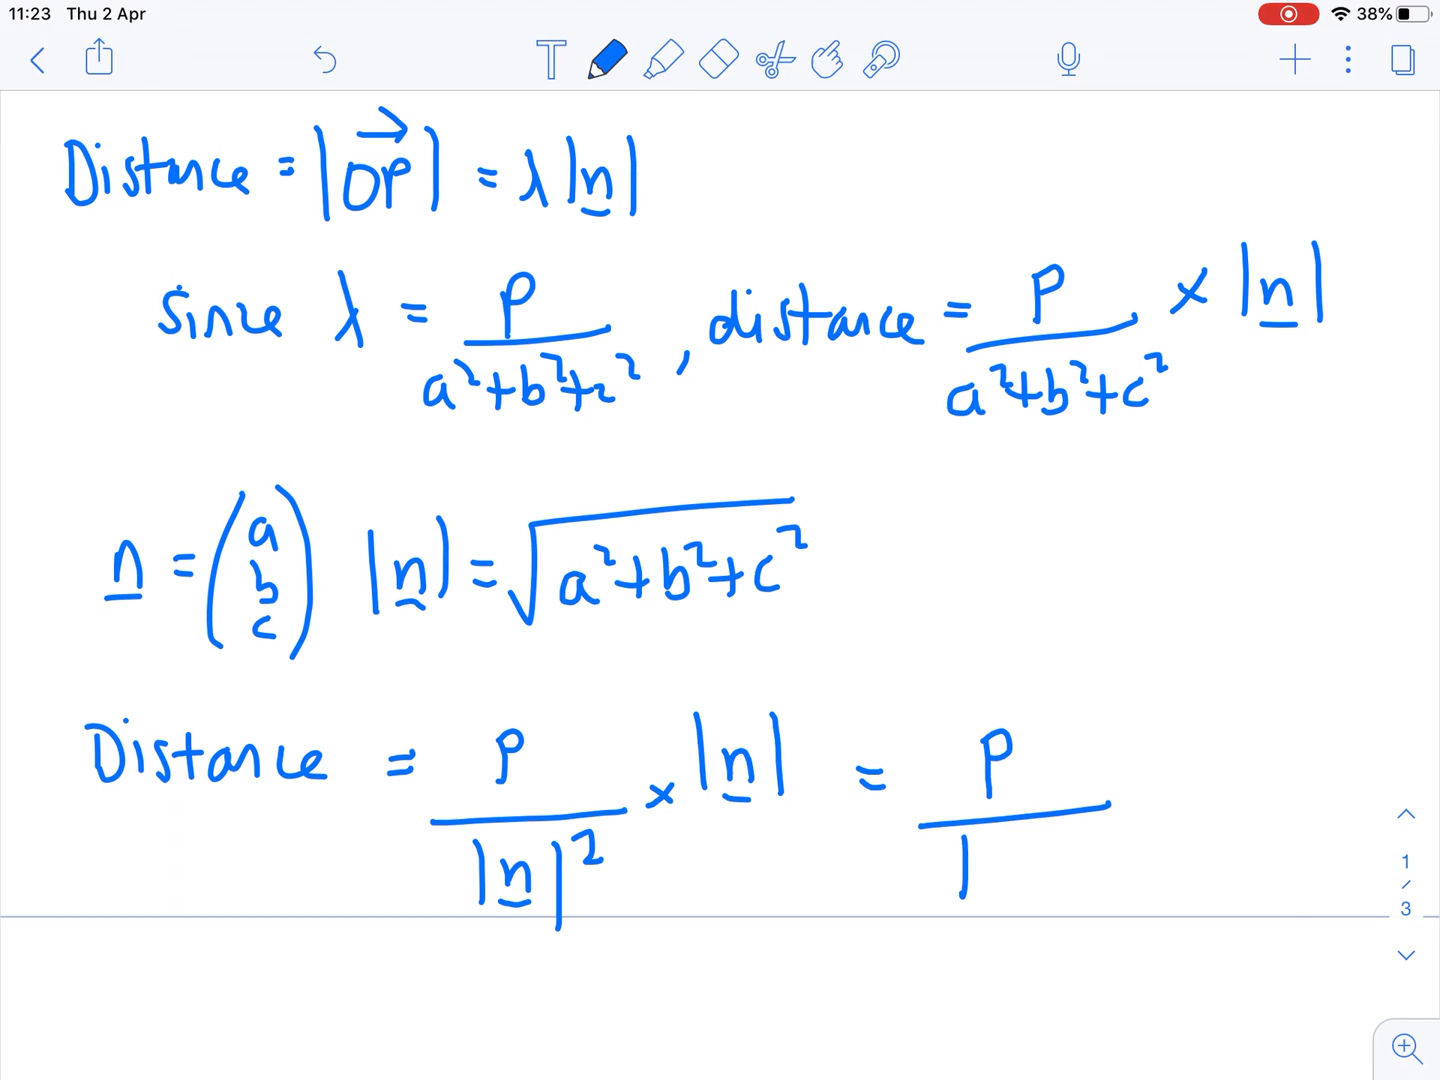 11:23 Thu 2 Apr 38%
T
Distance = |OP⃗| = λ|n̲|
Since λ = p/(a²+b²+c²), distance = p/(a²+b²+c²) × |n̲|
n̲ = (a b c) |n̲| = √(a²+b²+c²)
Distance = p/|n̲|² × |n̲| = p/|
1/3